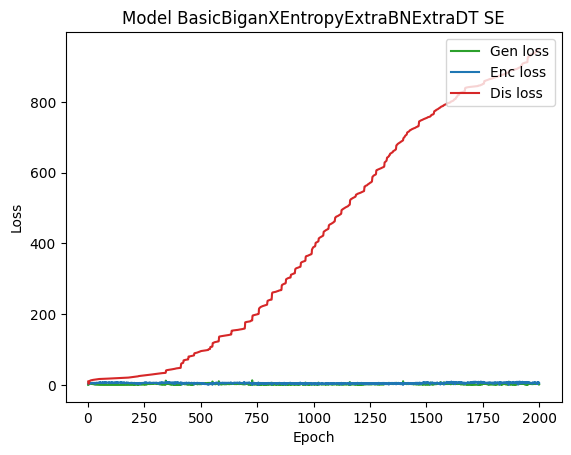 Model BasicBiganXEntropyExtraBNExtraDT SE
Gen loss
Enc loss
Dis loss
800
600
400
200
0
Loss
0 250 500 750 1000 1250 1500 1750 2000
Epoch